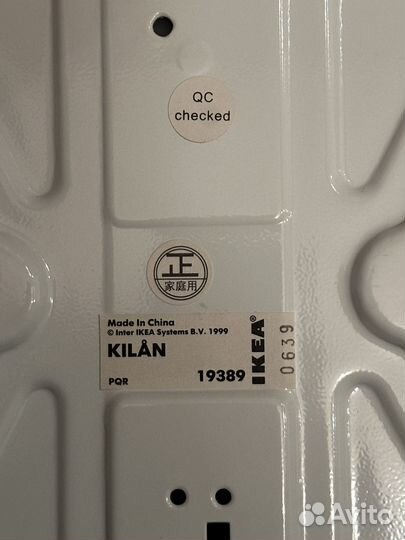 QC
checked
正
家庭用
Made In China
© Inter IKEA Systems B.V. 1999
KILÅN
PQR
19389
IKEA
®
0639
Avito